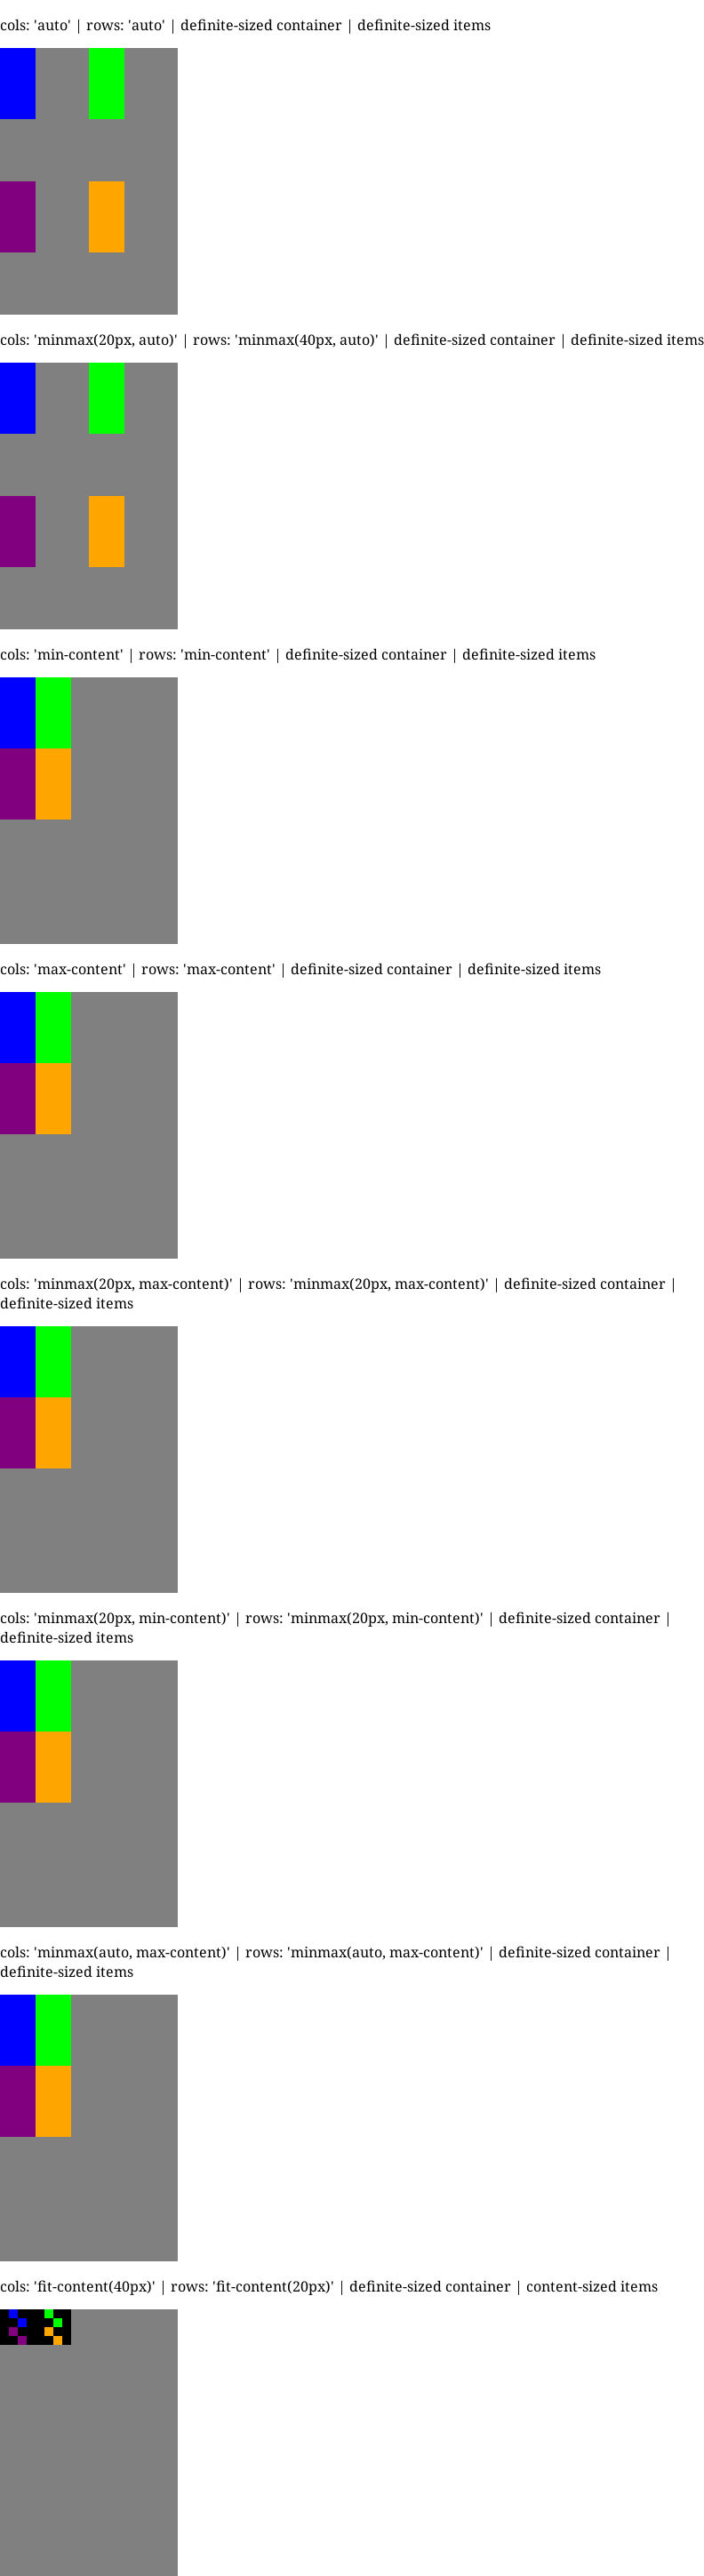 cols: 'auto' | rows: 'auto' | definite-sized container | definite-sized items
cols: 'minmax(20px, auto)' | rows: 'minmax(40px, auto)' | definite-sized container | definite-sized items
cols: 'min-content' | rows: 'min-content' | definite-sized container | definite-sized items
cols: 'max-content' | rows: 'max-content' | definite-sized container | definite-sized items
cols: 'minmax(20px, max-content)' | rows: 'minmax(20px, max-content)' | definite-sized container |
definite-sized items
cols: 'minmax(20px, min-content)' | rows: 'minmax(20px, min-content)' | definite-sized container |
definite-sized items
cols: 'minmax(auto, max-content)' | rows: 'minmax(auto, max-content)' | definite-sized container |
definite-sized items
cols: 'fit-content(40px)' | rows: 'fit-content(20px)' | definite-sized container | content-sized items